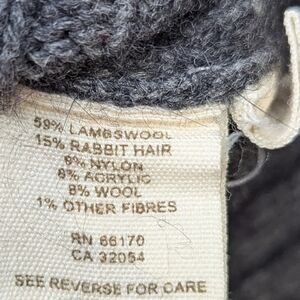 59% LAMBSWOOL
15% RABBIT HAIR
9% NYLON
8% ACRYLIC
8% WOOL
1% OTHER FIBRES
RN 66170
CA 32054
SEE REVERSE FOR CARE